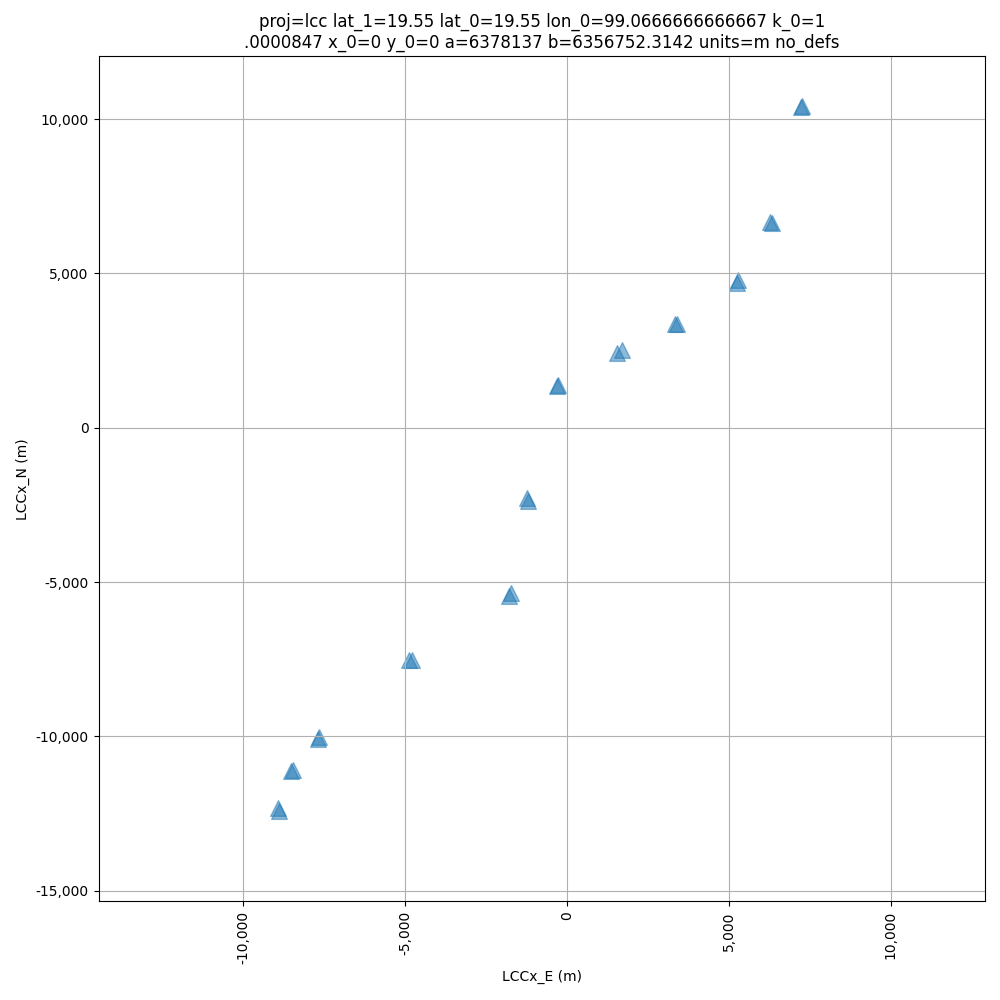 proj=lcc lat_1=19.55 lat_0=19.55 lon_0=99.0666666666667 k_0=1
.0000847 x_0=0 y_0=0 a=6378137 b=6356752.3142 units=m no_defs
10,000
5,000
0
-5,000
-10,000
-15,000
LCCx_N (m)
-10,000
-5,000
0
5,000
10,000
LCCx_E (m)